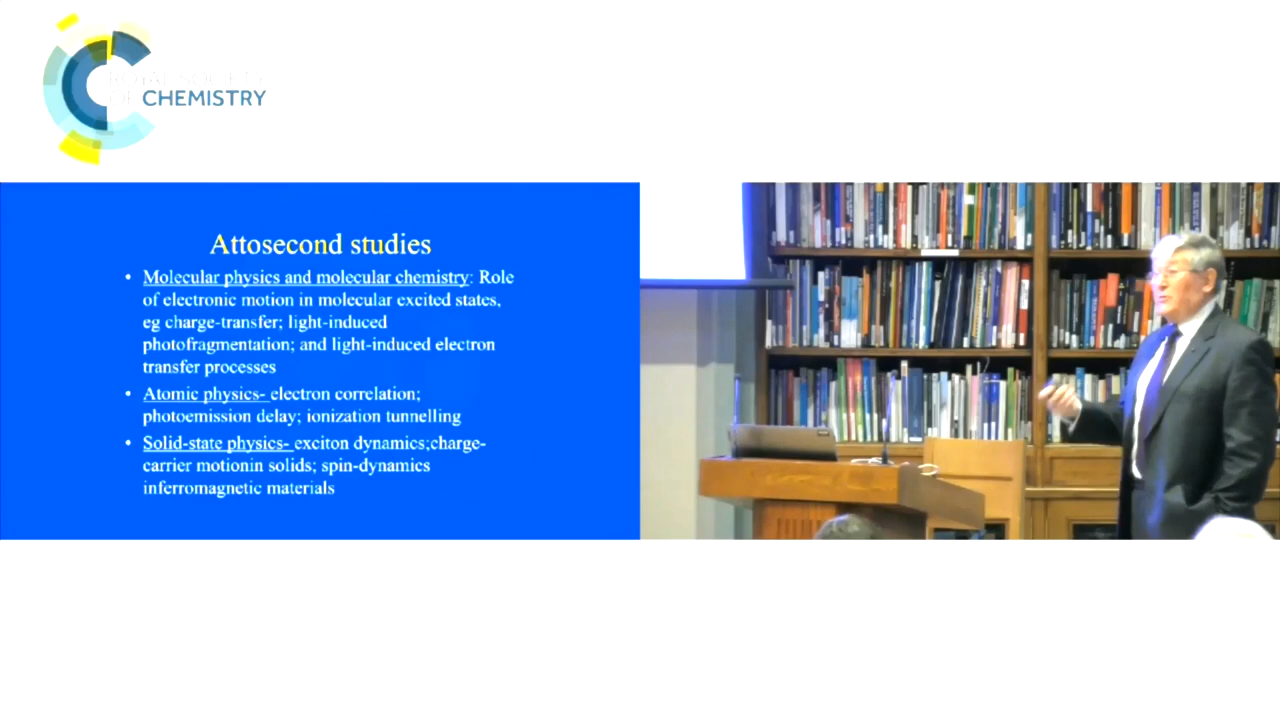 ROYAL SOCIETY
OF CHEMISTRY
Attosecond studies
• Molecular physics and molecular chemistry: Role
of electronic motion in molecular excited states,
eg charge-transfer; light-induced
photofragmentation; and light-induced electron
transfer processes
• Atomic physics- electron correlation;
photoemission delay; ionization tunnelling
• Solid-state physics- exciton dynamics;charge-
carrier motionin solids; spin-dynamics
inferromagnetic materials